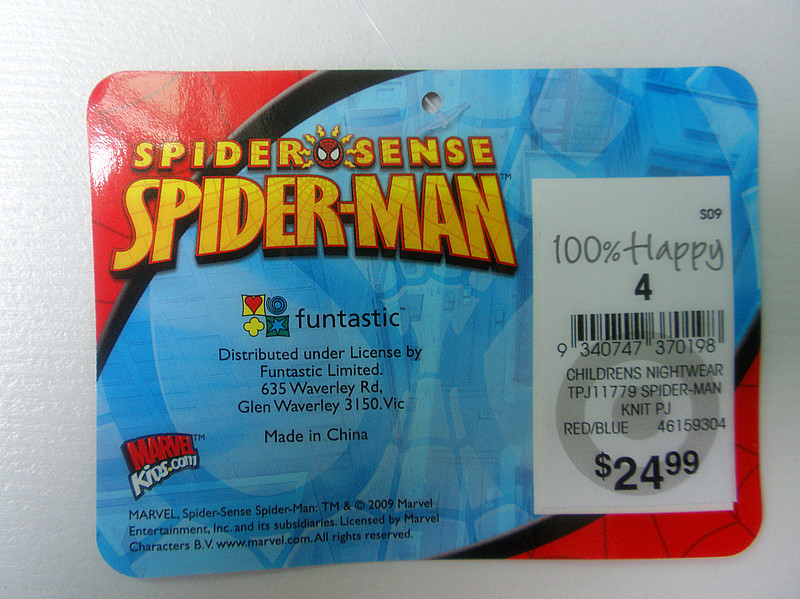 SPIDER SENSE
SPIDER-MAN™
funtastic™
Distributed under License by
Funtastic Limited.
635 Waverley Rd,
Glen Waverley 3150.Vic
Made in China
MARVEL™
KiDS.COM
MARVEL, Spider-Sense Spider-Man: TM & © 2009 Marvel
Entertainment, Inc. and its subsidiaries. Licensed by Marvel
Characters B.V. www.marvel.com. All rights reserved.
S09
100% Happy
4
9 340747 370198
CHILDRENS NIGHTWEAR
TPJ11779 SPIDER-MAN
KNIT PJ
RED/BLUE 46159304
$24.99